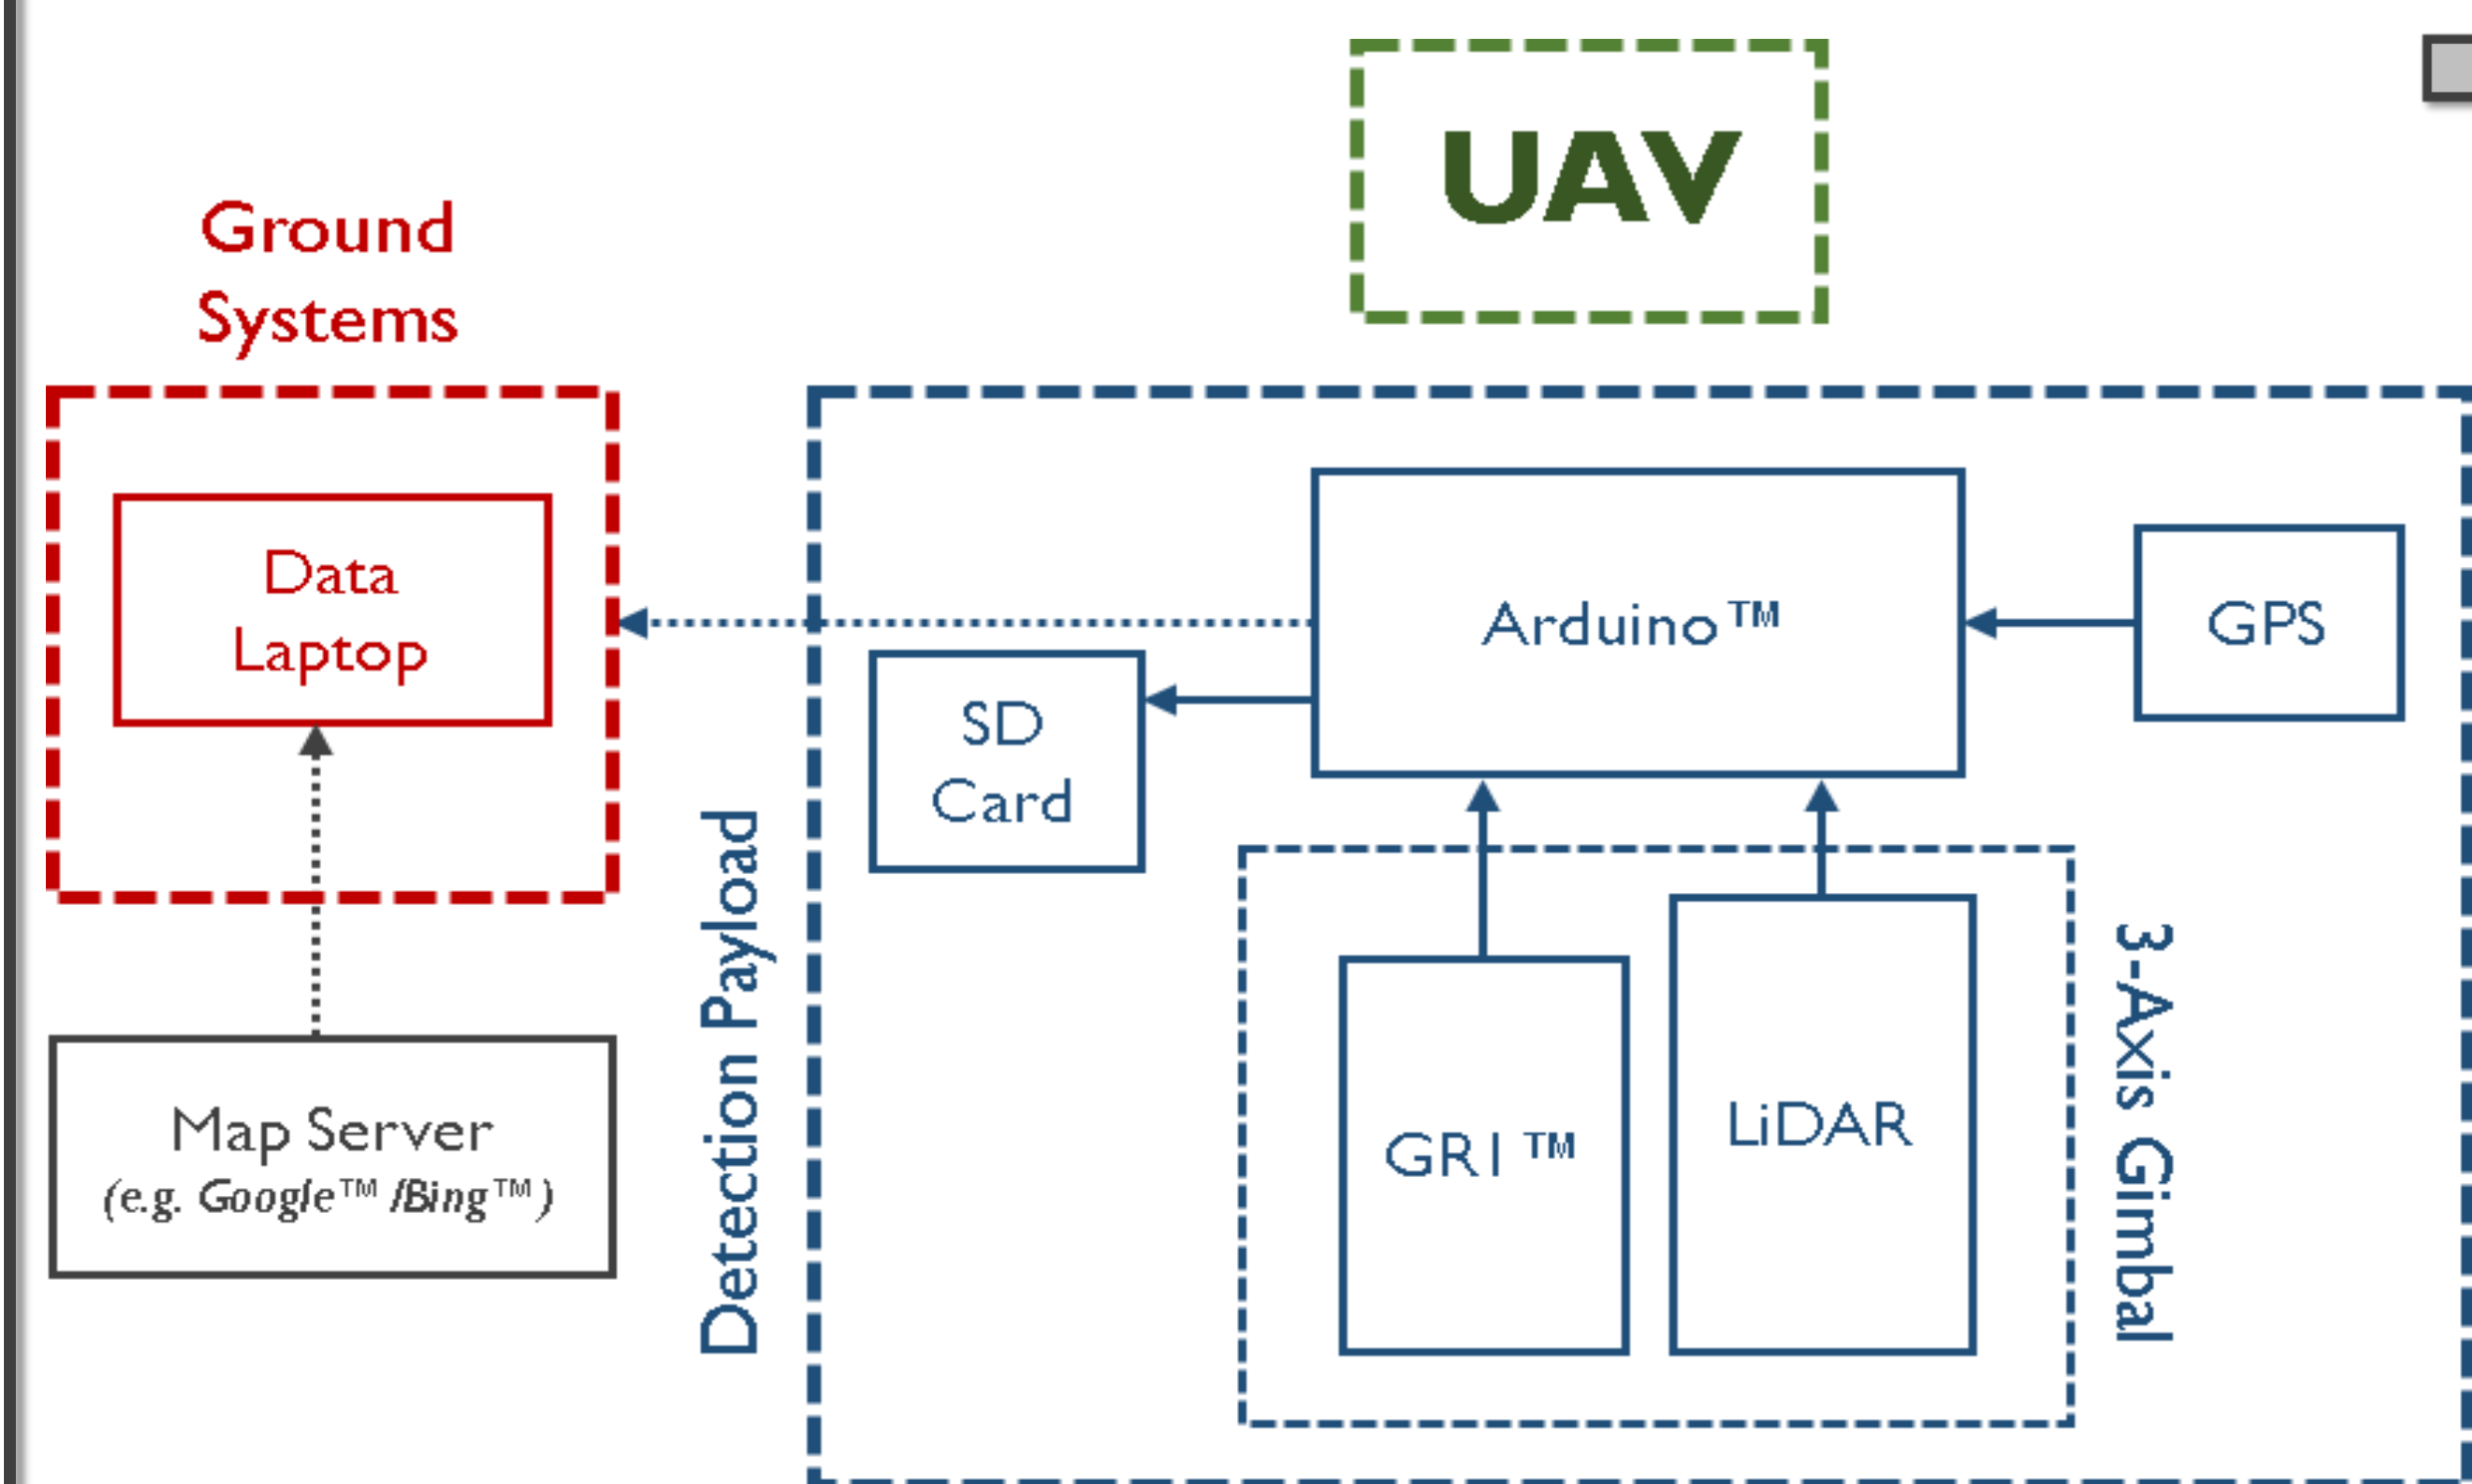 UAV
Ground
Systems
Data
Laptop
Arduino™
GPS
SD
Card
Detection Payload
3-Axis Gimbal
GR1™
LiDAR
Map Server
(e.g. Google™ /Bing™)